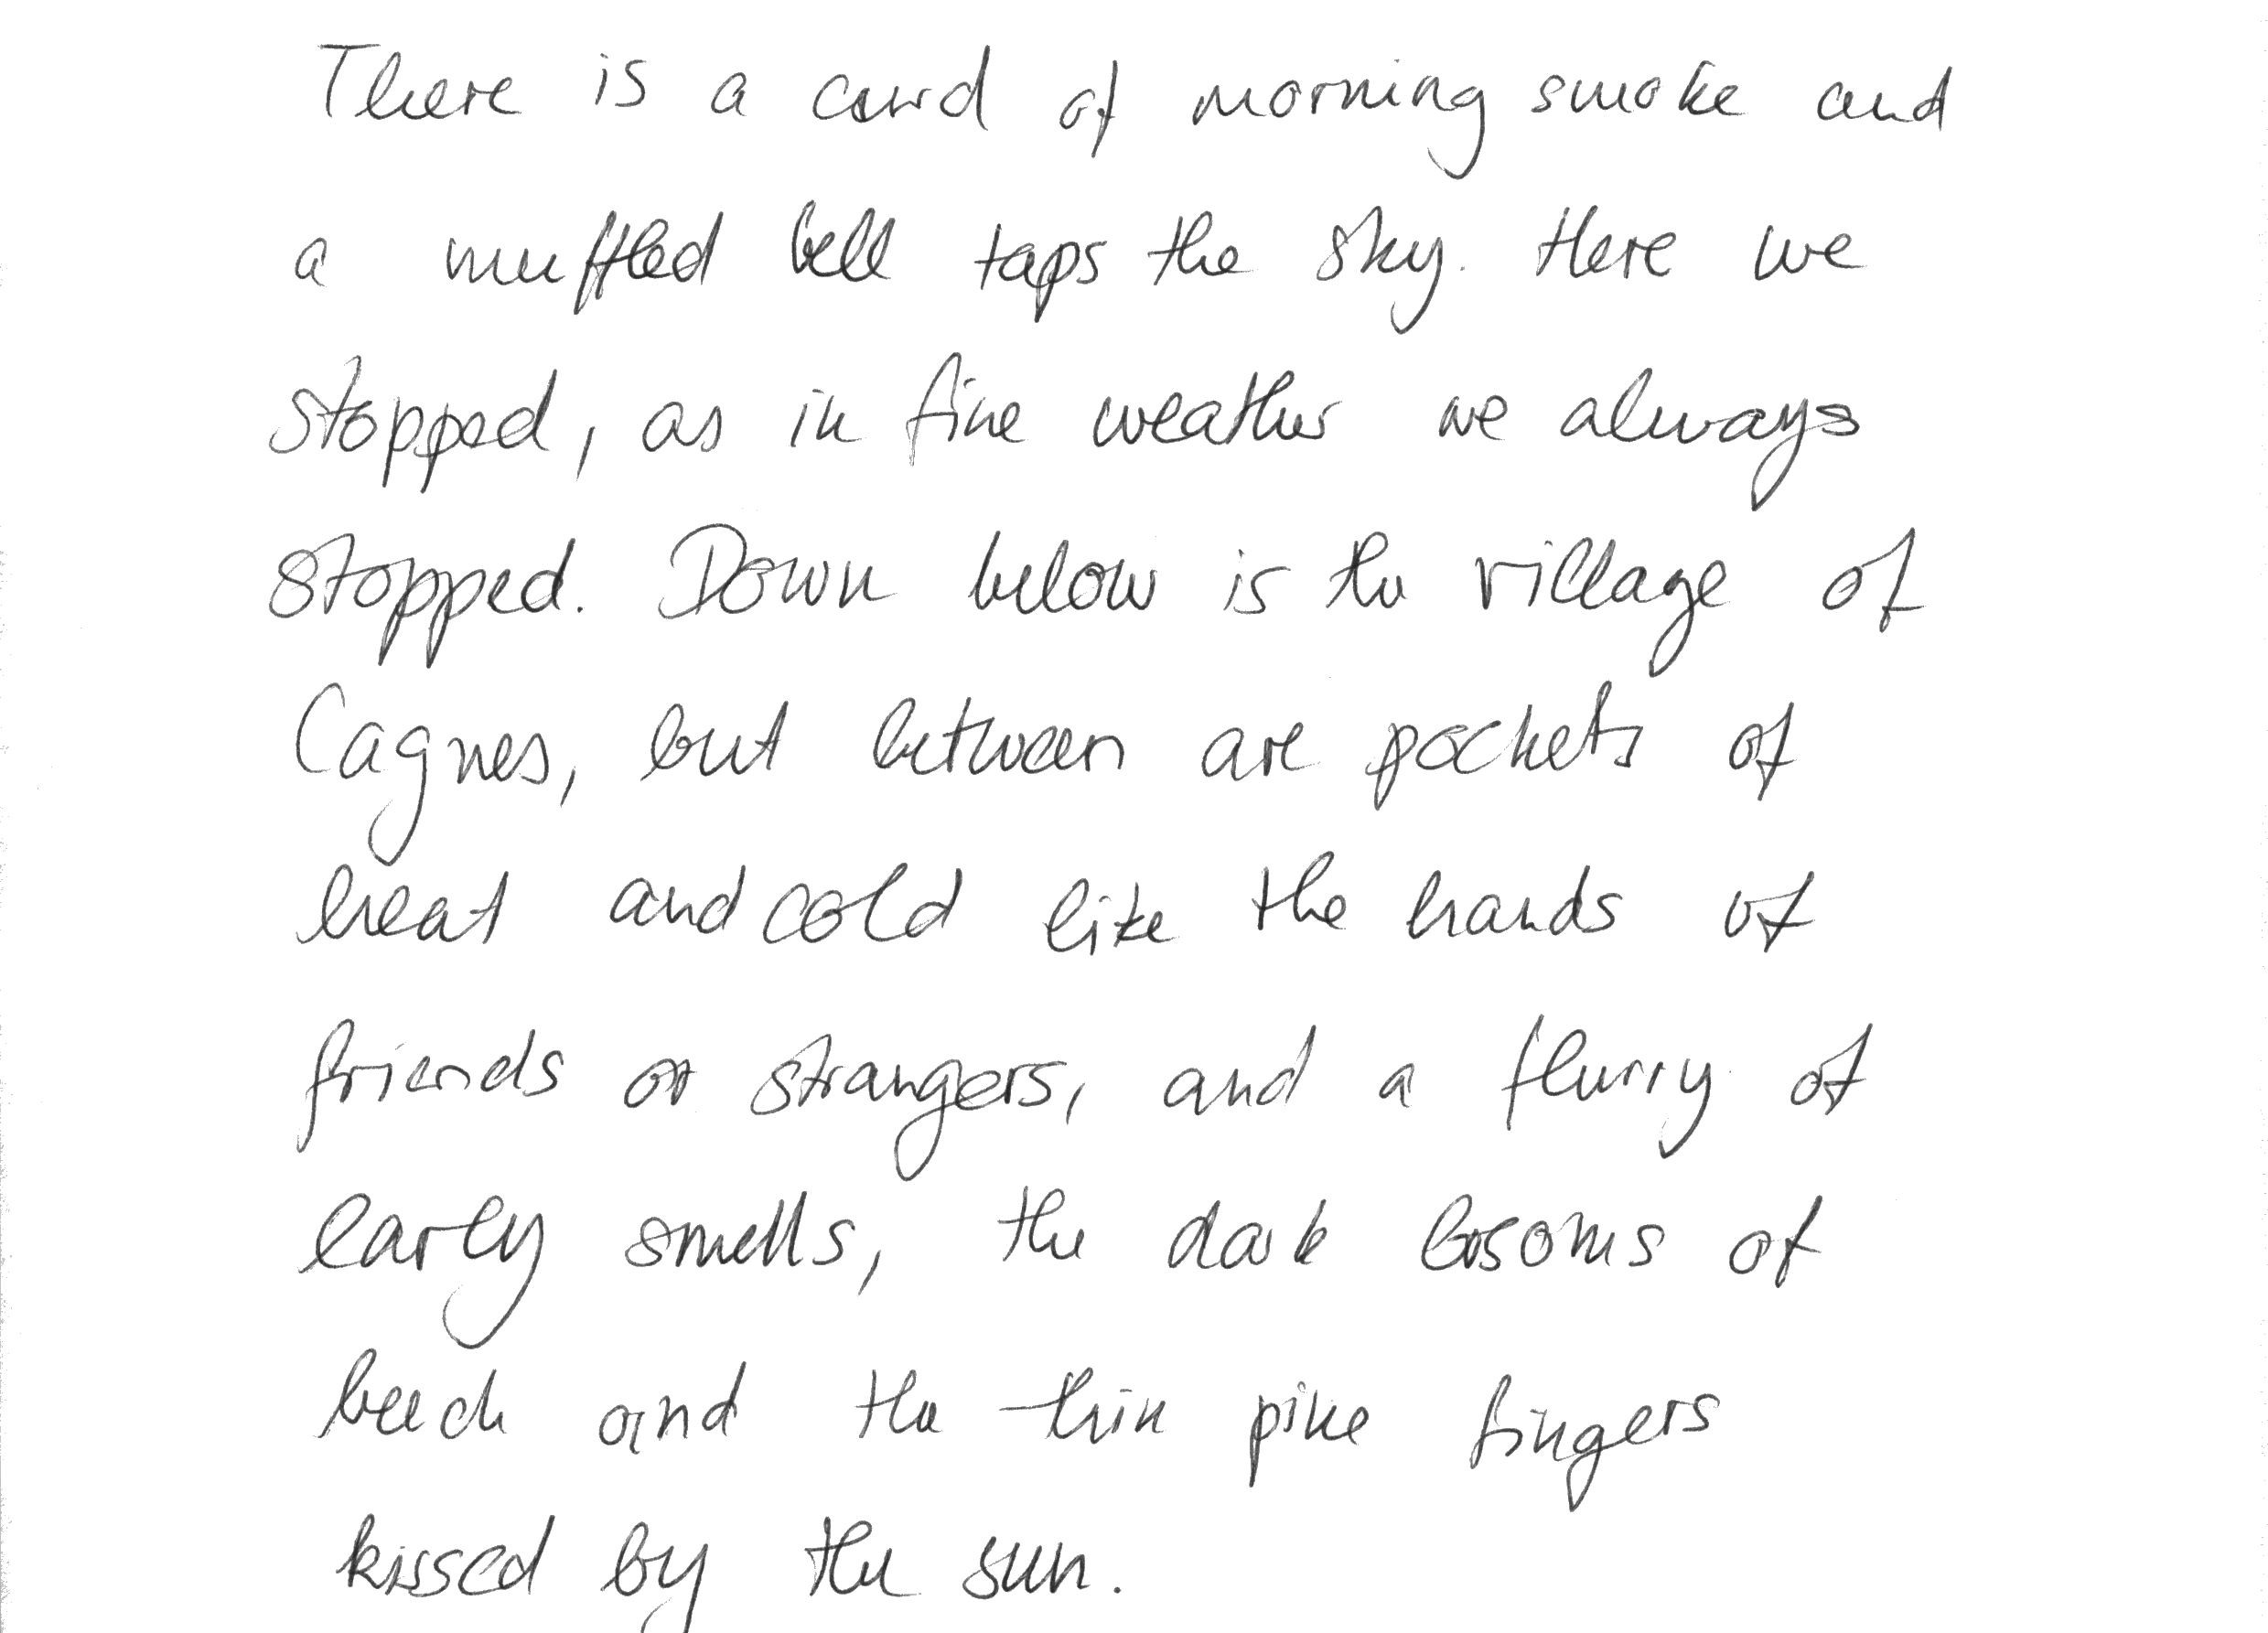 There is a curd of morning smoke and
a muffled bell taps the sky. Here we
stopped, as in fine weather we always
stopped. Down below is the village of
Cagnes, but between are pockets of
heat and cold like the hands of
friends or strangers, and a flurry of
early smells, the dark bosoms of
beech and the thin pine fingers
kissed by the sun.